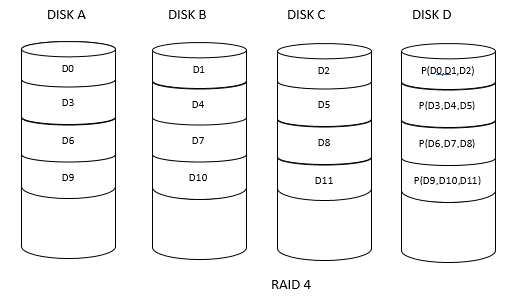 DISK A DISK B DISK C DISK D
D0 D1 D2 P(D0,D1,D2)
D3 D4 D5 P(D3,D4,D5)
D6 D7 D8 P(D6,D7,D8)
D9 D10 D11 P(D9,D10,D11)
RAID 4